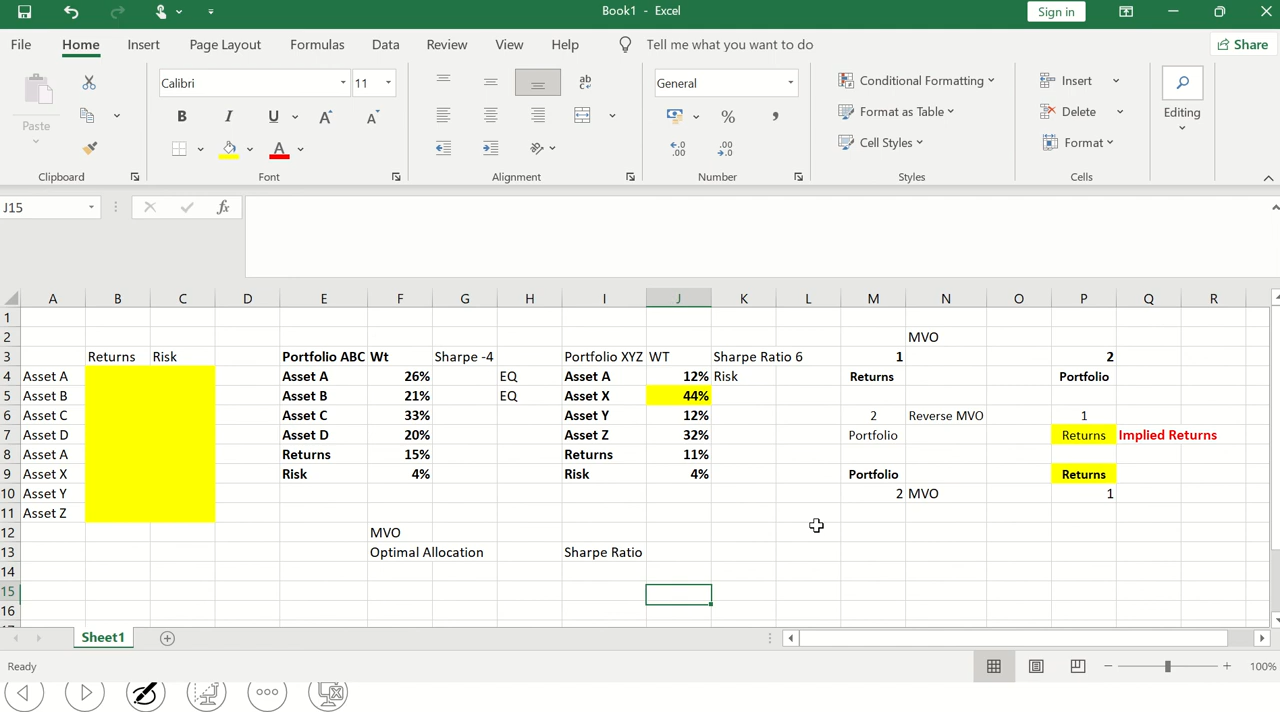 Book1 - Excel
Sign in
File Home Insert Page Layout Formulas Data Review View Help Tell me what you want to do Share
Paste
Calibri 11
B I U A A
A
ab
c
General
% ,
.00 .00
Conditional Formatting
Format as Table
Cell Styles
Insert
Delete
Format
Editing
Clipboard Font Alignment Number Styles Cells
J15 fx
A B C D E F G H I J K L M N O P Q R
1
2 MVO
3 Returns Risk Portfolio ABC Wt Sharpe -4 Portfolio XYZ WT Sharpe Ratio 6 1 2
4 Asset A Asset A 26% EQ Asset A 12% Risk Returns Portfolio
5 Asset B Asset B 21% EQ Asset X 44%
6 Asset C Asset C 33% Asset Y 12% 2 Reverse MVO 1
7 Asset D Asset D 20% Asset Z 32% Portfolio Returns Implied Returns
8 Asset A Returns 15% Returns 11%
9 Asset X Risk 4% Risk 4% Portfolio Returns
10 Asset Y 2 MVO 1
11 Asset Z
12 MVO
13 Optimal Allocation Sharpe Ratio
14
15
16
Sheet1
Ready 100%